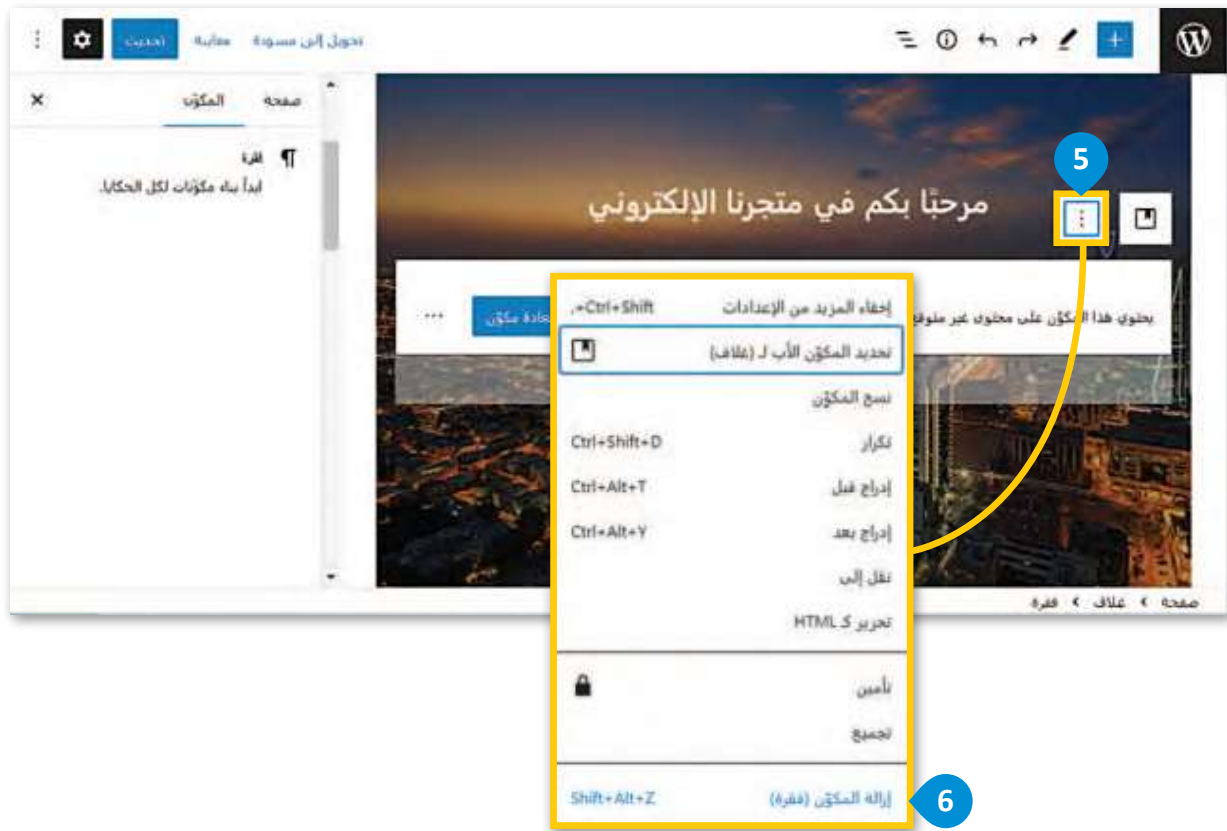 تحويل إلى مسودة معاينة تحديث
صفحة المكوّن
فقرة
ابدأ بناء مكوّنات لكل الحكايا.
5
مرحبًا بكم في متجرنا الإلكتروني
يحتوي هذا المكوّن على محتوى غير متوقع
مكوّن
إخفاء المزيد من الإعدادات Ctrl+Shift+,
تحديد المكوّن الأب لـ (غلاف)
نسخ المكوّن
تكرار Ctrl+Shift+D
إدراج قبل Ctrl+Alt+T
إدراج بعد Ctrl+Alt+Y
نقل إلى
تحرير كـ HTML
تأمين
تجميع
إزالة المكوّن (فقرة) Shift+Alt+Z
6
صفحة > غلاف > فقرة